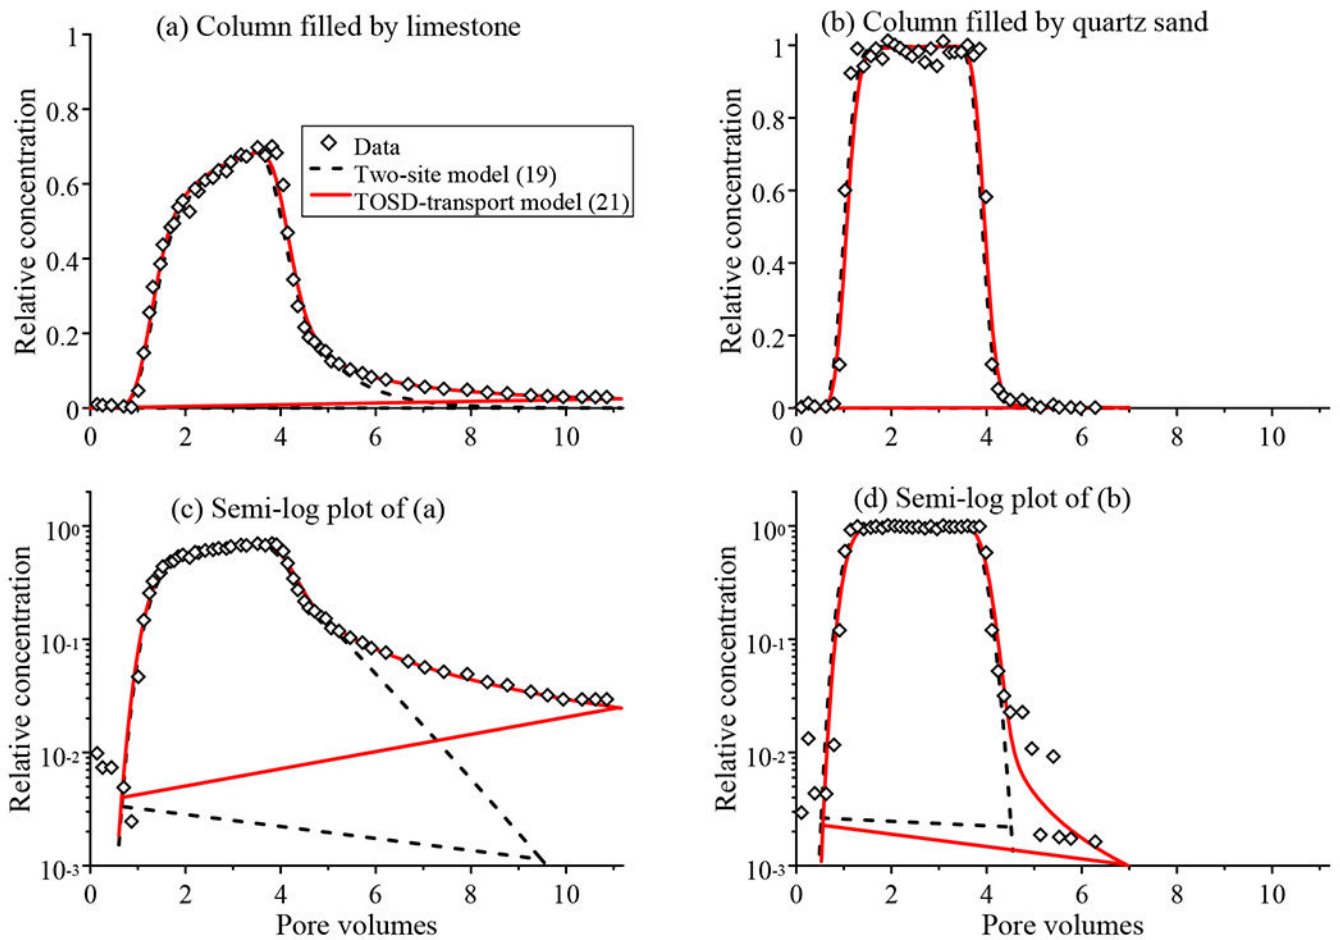 (a) Column filled by limestone
1
0.8
0.6
0.4
0.2
0
Relative concentration
Data
Two-site model (19)
TOSD-transport model (21)
0 2 4 6 8 10
(b) Column filled by quartz sand
1
0.8
0.6
0.4
0.2
0
Relative concentration
0 2 4 6 8 10
(c) Semi-log plot of (a)
10⁰
10⁻¹
10⁻²
10⁻³
Relative concentration
0 2 4 6 8 10
Pore volumes
(d) Semi-log plot of (b)
10⁰
10⁻¹
10⁻²
10⁻³
Relative concentration
0 2 4 6 8 10
Pore volumes